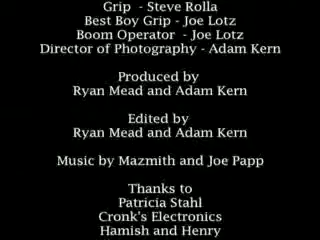 Grip - Steve Rolla
Best Boy Grip - Joe Lotz
Boom Operator - Joe Lotz
Director of Photography - Adam Kern
Produced by
Ryan Mead and Adam Kern
Edited by
Ryan Mead and Adam Kern
Music by Mazmith and Joe Papp
Thanks to
Patricia Stahl
Cronk's Electronics
Hamish and Henry